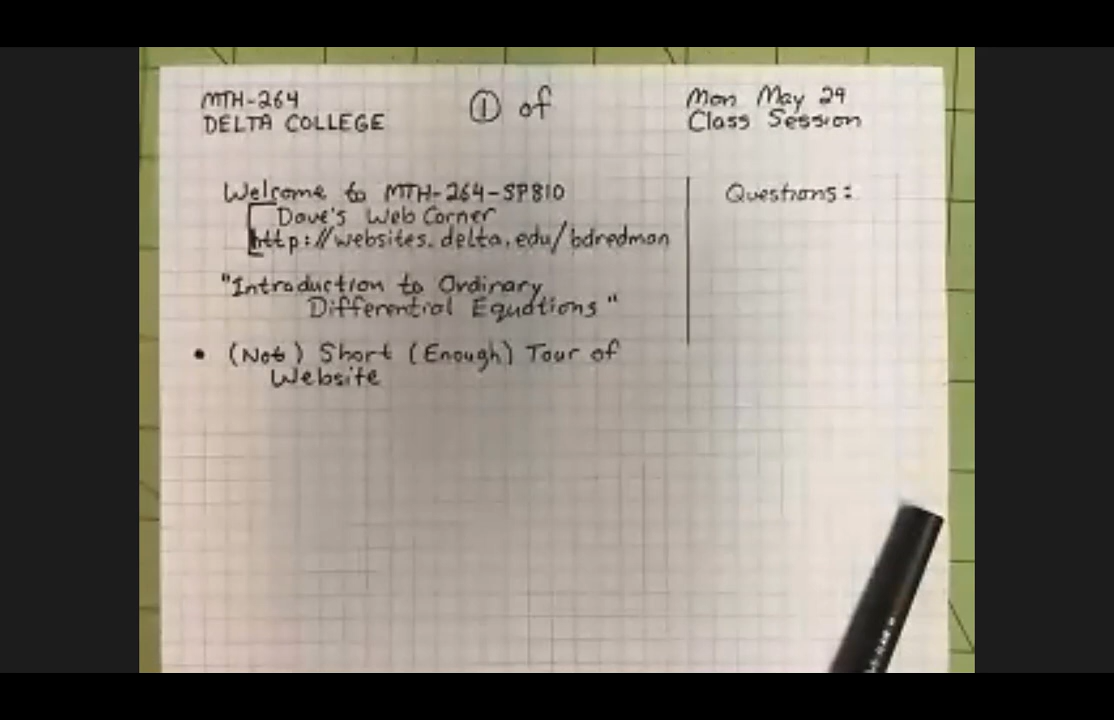 MTH-264
DELTA COLLEGE
① of
Mon May 29
Class Session
Welcome to MTH-264-SP810
Dave's Web Corner
http://websites.delta.edu/bdredmon
"Introduction to Ordinary
Differential Equations"
• (Not) Short (Enough) Tour of
Website
Questions: